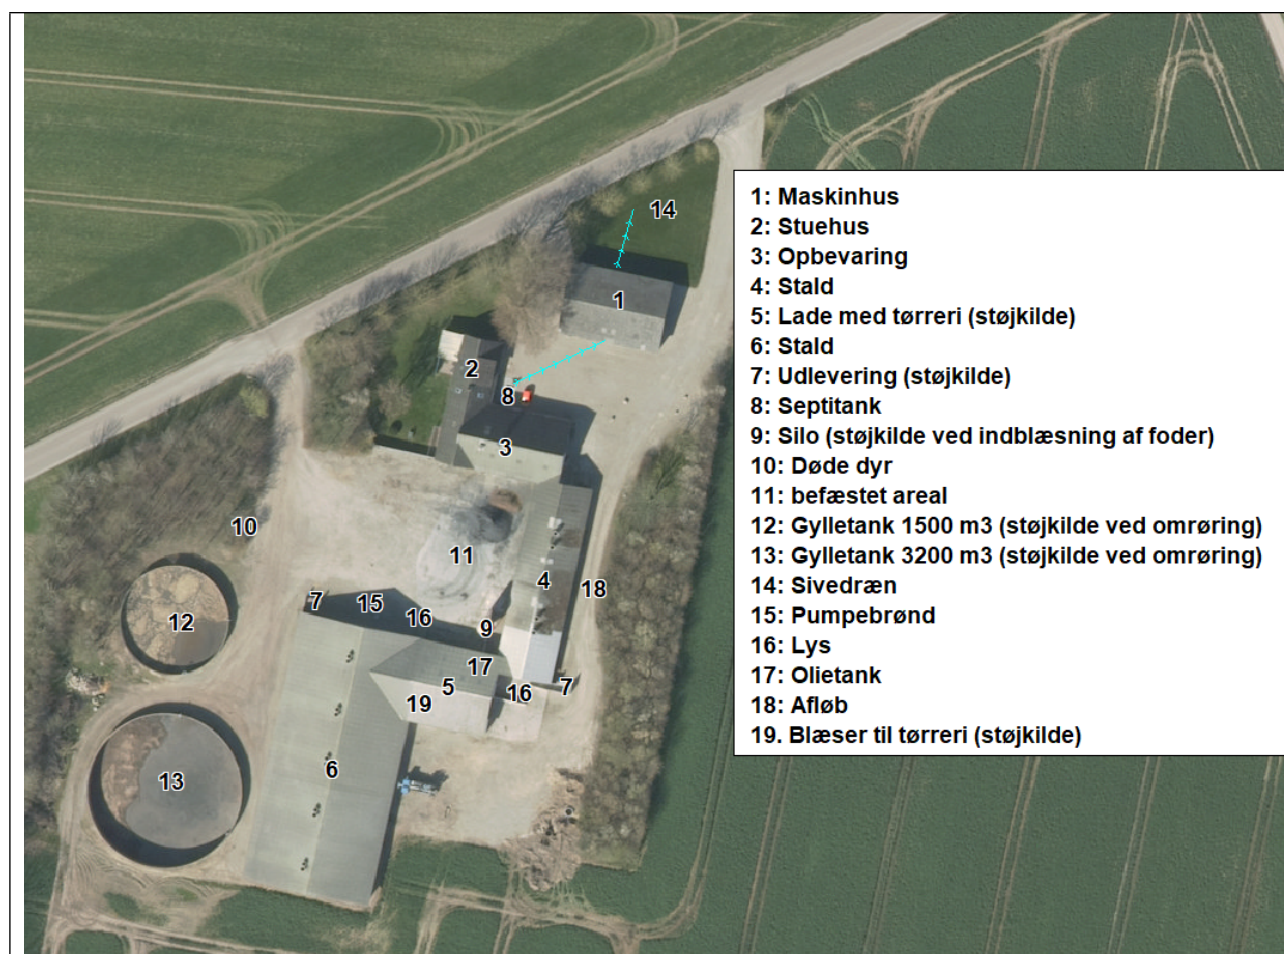 14
1
2
8
3
10
11
4
18
7
15
16
9
12
17
5
16
7
19
6
13
1: Maskinhus
2: Stuehus
3: Opbevaring
4: Stald
5: Lade med tørreri (støjkilde)
6: Stald
7: Udlevering (støjkilde)
8: Septitank
9: Silo (støjkilde ved indblæsning af foder)
10: Døde dyr
11: befæstet areal
12: Gylletank 1500 m3 (støjkilde ved omrøring)
13: Gylletank 3200 m3 (støjkilde ved omrøring)
14: Sivedræn
15: Pumpebrønd
16: Lys
17: Olietank
18: Afløb
19. Blæser til tørreri (støjkilde)